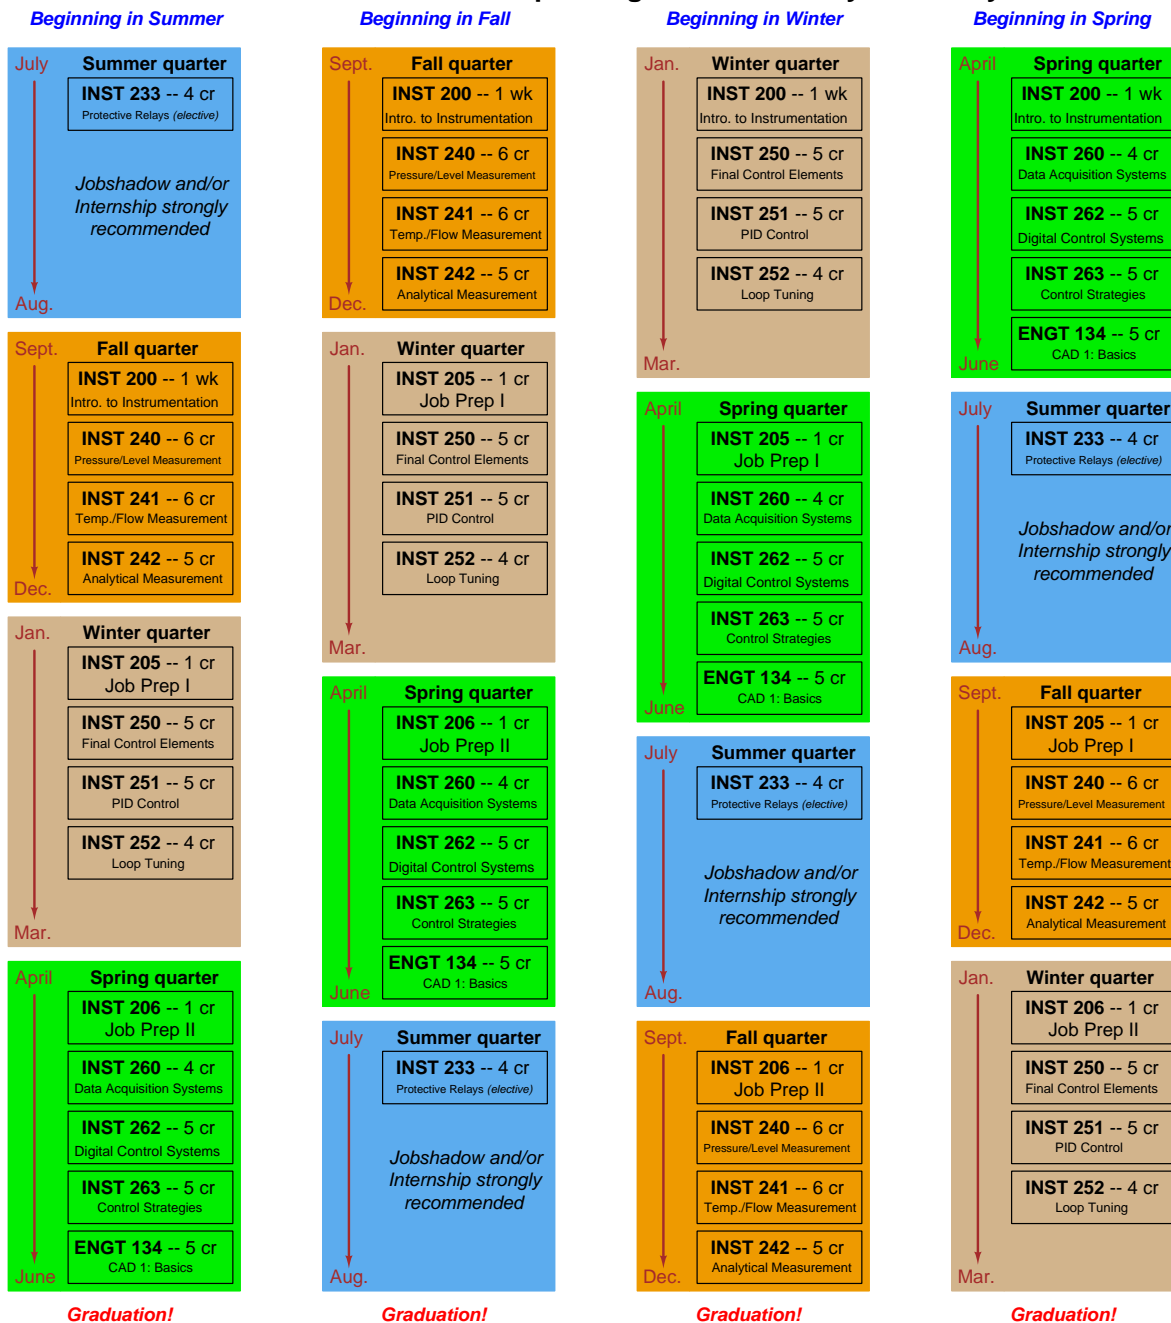 Beginning in Summer
July
Summer quarter
INST 233 -- 4 cr
Protective Relays (elective)
Jobshadow and/or
Internship strongly
recommended
Aug.
Sept.
Fall quarter
INST 200 -- 1 wk
Intro. to Instrumentation
INST 240 -- 6 cr
Pressure/Level Measurement
INST 241 -- 6 cr
Temp./Flow Measurement
INST 242 -- 5 cr
Analytical Measurement
Dec.
Jan.
Winter quarter
INST 205 -- 1 cr
Job Prep I
INST 250 -- 5 cr
Final Control Elements
INST 251 -- 5 cr
PID Control
INST 252 -- 4 cr
Loop Tuning
Mar.
April
Spring quarter
INST 206 -- 1 cr
Job Prep II
INST 260 -- 4 cr
Data Acquisition Systems
INST 262 -- 5 cr
Digital Control Systems
INST 263 -- 5 cr
Control Strategies
ENGT 134 -- 5 cr
CAD 1: Basics
June
Graduation!
Beginning in Fall
Sept.
Fall quarter
INST 200 -- 1 wk
Intro. to Instrumentation
INST 240 -- 6 cr
Pressure/Level Measurement
INST 241 -- 6 cr
Temp./Flow Measurement
INST 242 -- 5 cr
Analytical Measurement
Dec.
Jan.
Winter quarter
INST 205 -- 1 cr
Job Prep I
INST 250 -- 5 cr
Final Control Elements
INST 251 -- 5 cr
PID Control
INST 252 -- 4 cr
Loop Tuning
Mar.
April
Spring quarter
INST 206 -- 1 cr
Job Prep II
INST 260 -- 4 cr
Data Acquisition Systems
INST 262 -- 5 cr
Digital Control Systems
INST 263 -- 5 cr
Control Strategies
ENGT 134 -- 5 cr
CAD 1: Basics
June
July
Summer quarter
INST 233 -- 4 cr
Protective Relays (elective)
Jobshadow and/or
Internship strongly
recommended
Aug.
Graduation!
Beginning in Winter
Jan.
Winter quarter
INST 200 -- 1 wk
Intro. to Instrumentation
INST 250 -- 5 cr
Final Control Elements
INST 251 -- 5 cr
PID Control
INST 252 -- 4 cr
Loop Tuning
Mar.
April
Spring quarter
INST 205 -- 1 cr
Job Prep I
INST 260 -- 4 cr
Data Acquisition Systems
INST 262 -- 5 cr
Digital Control Systems
INST 263 -- 5 cr
Control Strategies
ENGT 134 -- 5 cr
CAD 1: Basics
June
July
Summer quarter
INST 233 -- 4 cr
Protective Relays (elective)
Jobshadow and/or
Internship strongly
recommended
Aug.
Sept.
Fall quarter
INST 206 -- 1 cr
Job Prep II
INST 240 -- 6 cr
Pressure/Level Measurement
INST 241 -- 6 cr
Temp./Flow Measurement
INST 242 -- 5 cr
Analytical Measurement
Dec.
Graduation!
Beginning in Spring
April
Spring quarter
INST 200 -- 1 wk
Intro. to Instrumentation
INST 260 -- 4 cr
Data Acquisition Systems
INST 262 -- 5 cr
Digital Control Systems
INST 263 -- 5 cr
Control Strategies
ENGT 134 -- 5 cr
CAD 1: Basics
June
July
Summer quarter
INST 233 -- 4 cr
Protective Relays (elective)
Jobshadow and/or
Internship strongly
recommended
Aug.
Sept.
Fall quarter
INST 205 -- 1 cr
Job Prep I
INST 240 -- 6 cr
Pressure/Level Measurement
INST 241 -- 6 cr
Temp./Flow Measurement
INST 242 -- 5 cr
Analytical Measurement
Dec.
Jan.
Winter quarter
INST 206 -- 1 cr
Job Prep II
INST 250 -- 5 cr
Final Control Elements
INST 251 -- 5 cr
PID Control
INST 252 -- 4 cr
Loop Tuning
Mar.
Graduation!